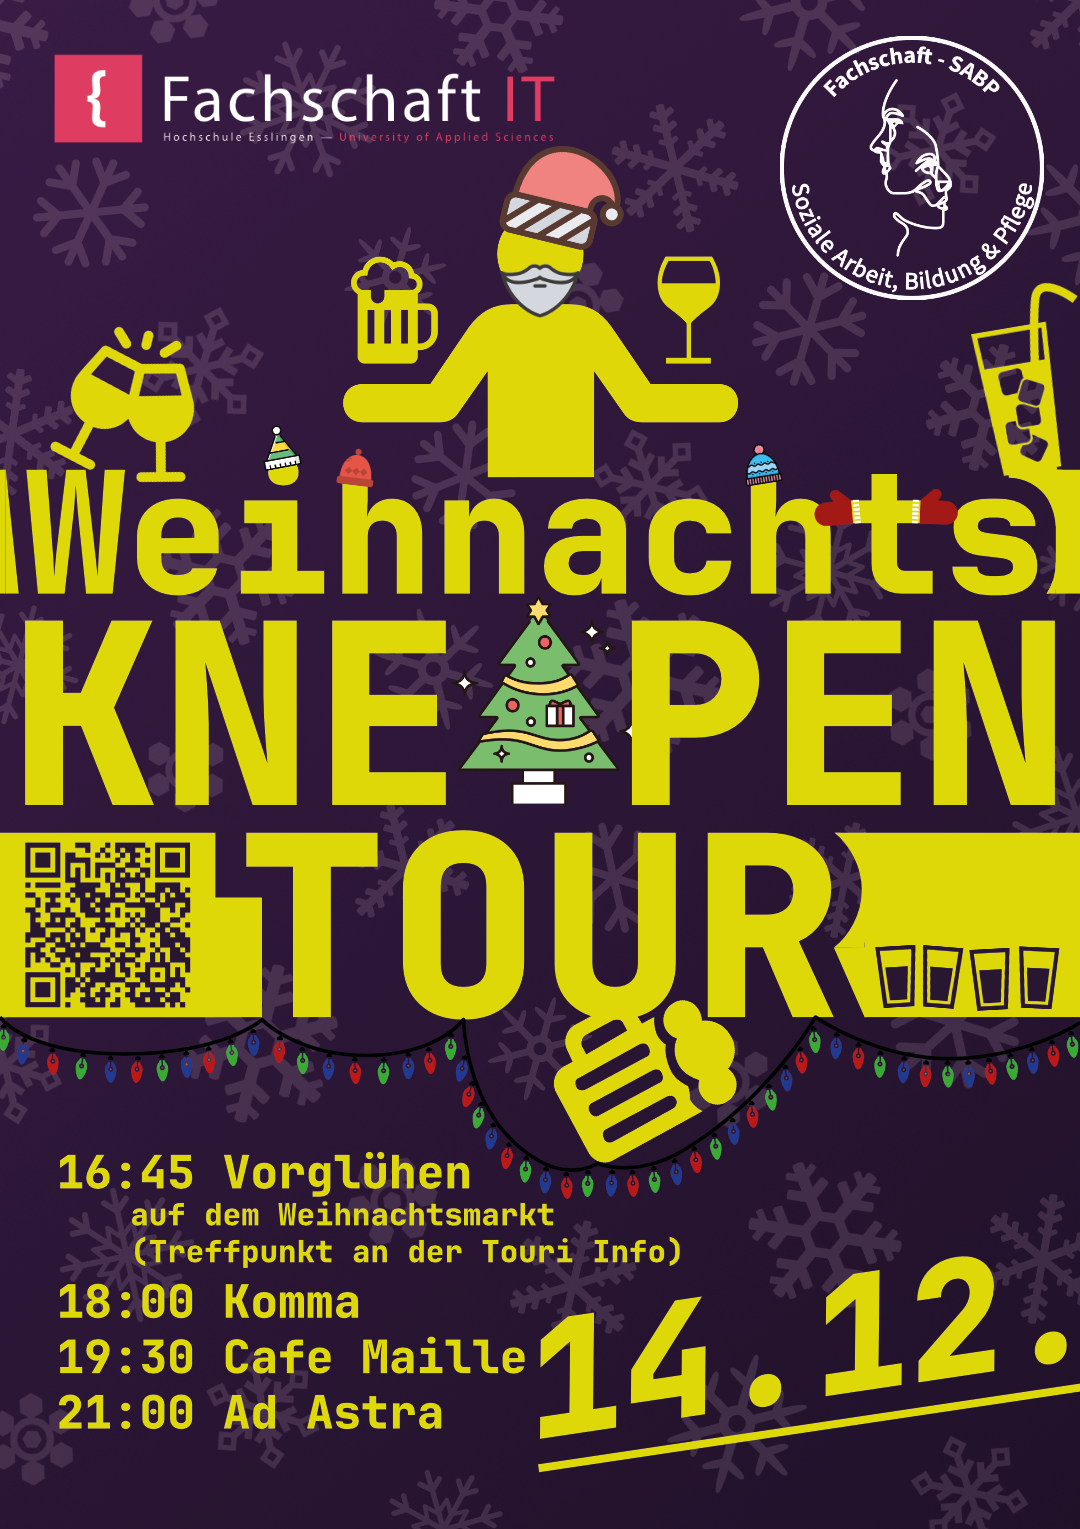 {
Fachschaft IT
Hochschule Esslingen — University of Applied Sciences
Fachschaft - SABP
Soziale Arbeit, Bildung & Pflege
Weihnachts
KNE PEN
TOUR
16:45 Vorglühen
auf dem Weihnachtsmarkt
(Treffpunkt an der Touri Info)
18:00 Komma
19:30 Cafe Maille
21:00 Ad Astra
14.12.